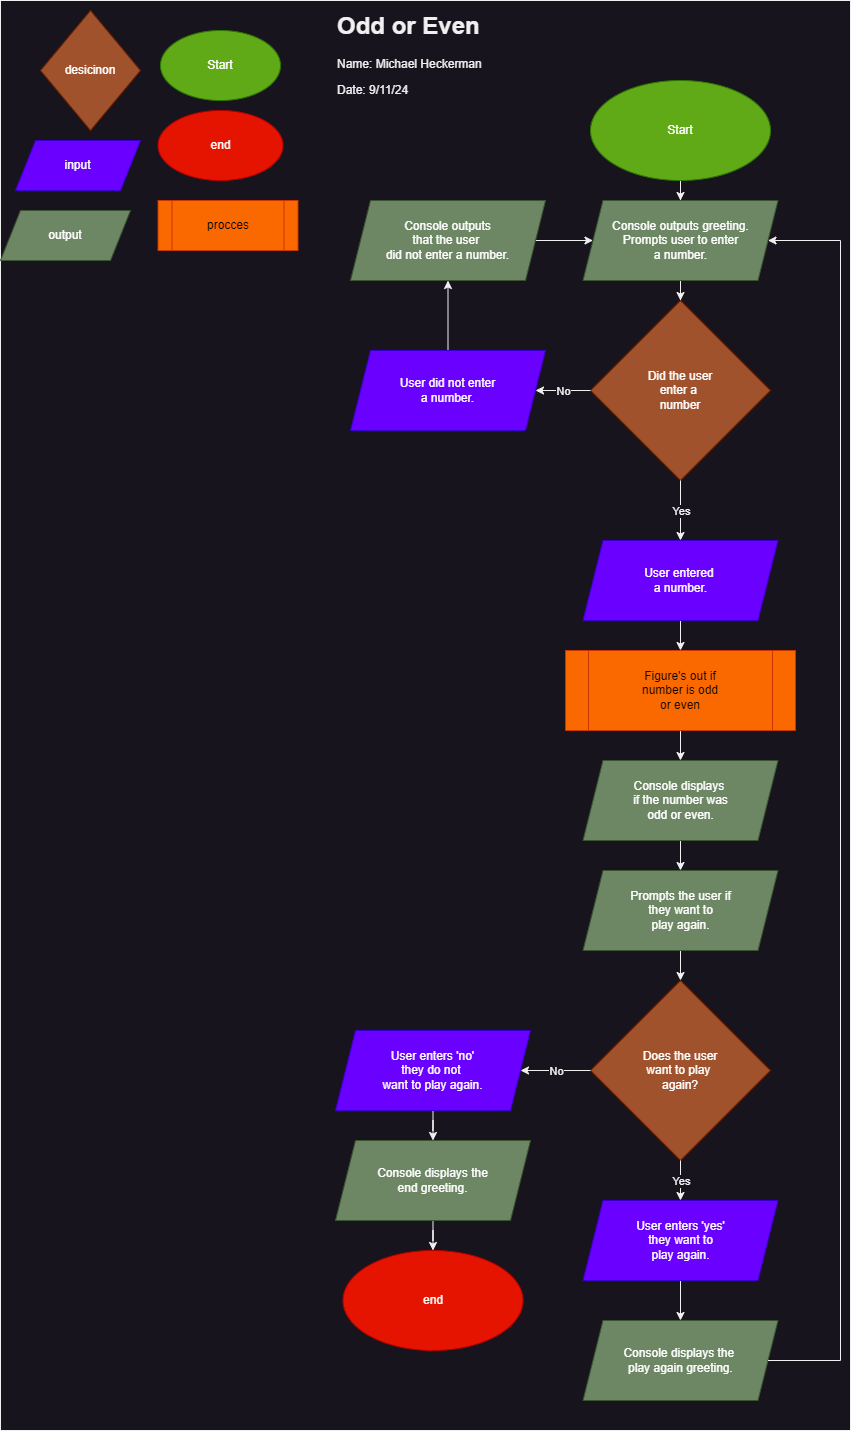 Odd or Even
Name: Michael Heckerman
Date: 9/11/24
desicinon
Start
end
input
output
procces
Start
Console outputs greeting.
Prompts user to enter
a number.
Console outputs
that the user
did not enter a number.
Did the user
enter a
number
No
User did not enter
a number.
Yes
User entered
a number.
Figure's out if
number is odd
or even
Console displays
if the number was
odd or even.
Prompts the user if
they want to
play again.
Does the user
want to play
again?
No
User enters 'no'
they do not
want to play again.
Console displays the
end greeting.
end
Yes
User enters 'yes'
they want to
play again.
Console displays the
play again greeting.